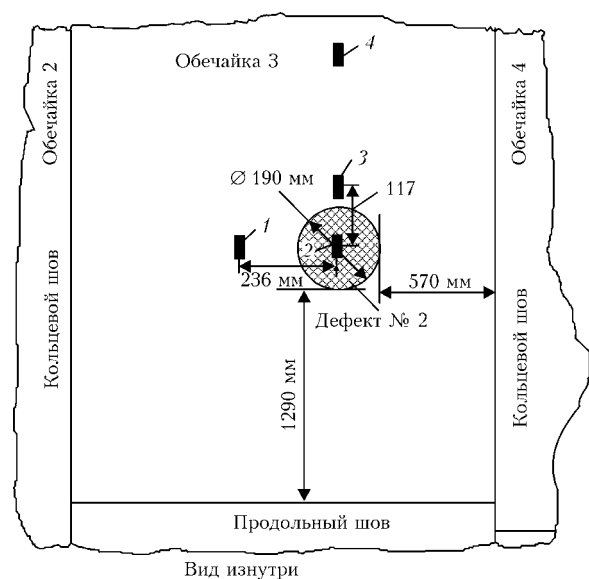 Обечайка 2
Обечайка 3
4
Обечайка 4
3
Ø 190 мм
117
1
2
236 мм
570 мм
Дефект № 2
Кольцевой шов
1290 мм
Кольцевой шов
Продольный шов
Вид изнутри